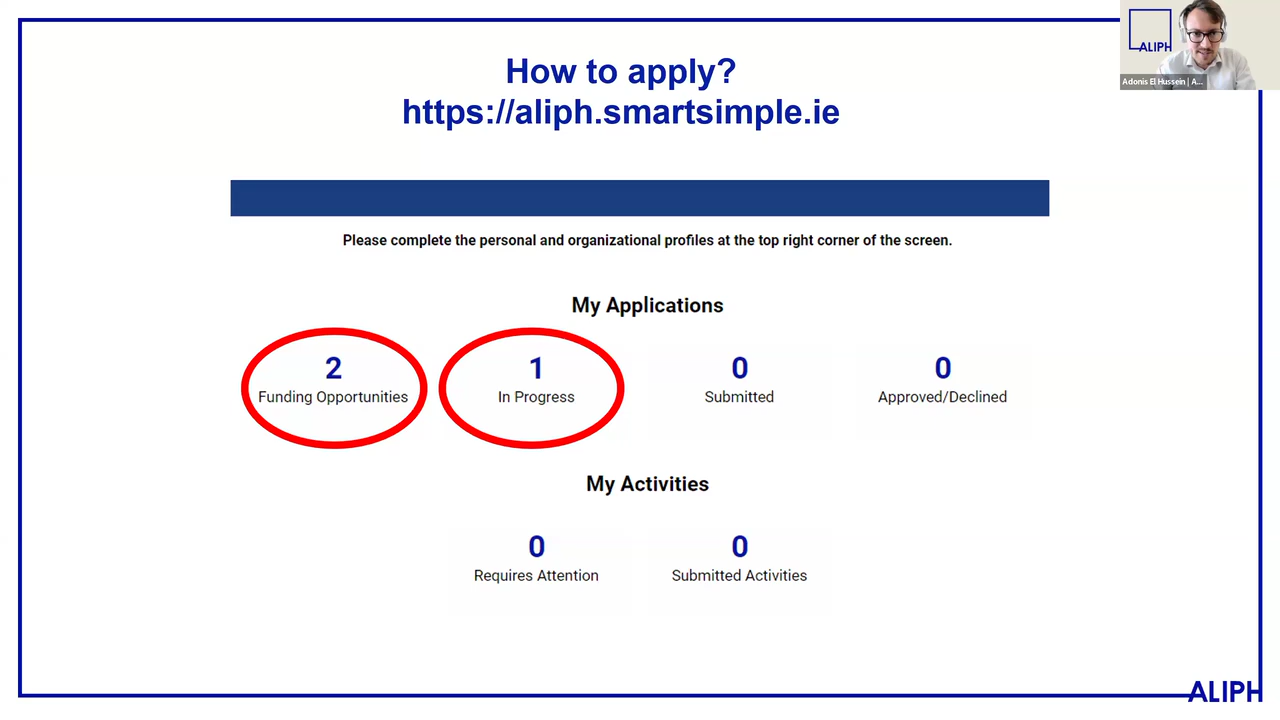 How to apply?
https://aliph.smartsimple.ie
ALIPH
Adonis El Hussein | A...
Please complete the personal and organizational profiles at the top right corner of the screen.
My Applications
2
Funding Opportunities
1
In Progress
0
Submitted
0
Approved/Declined
My Activities
0
Requires Attention
0
Submitted Activities
ALIPH